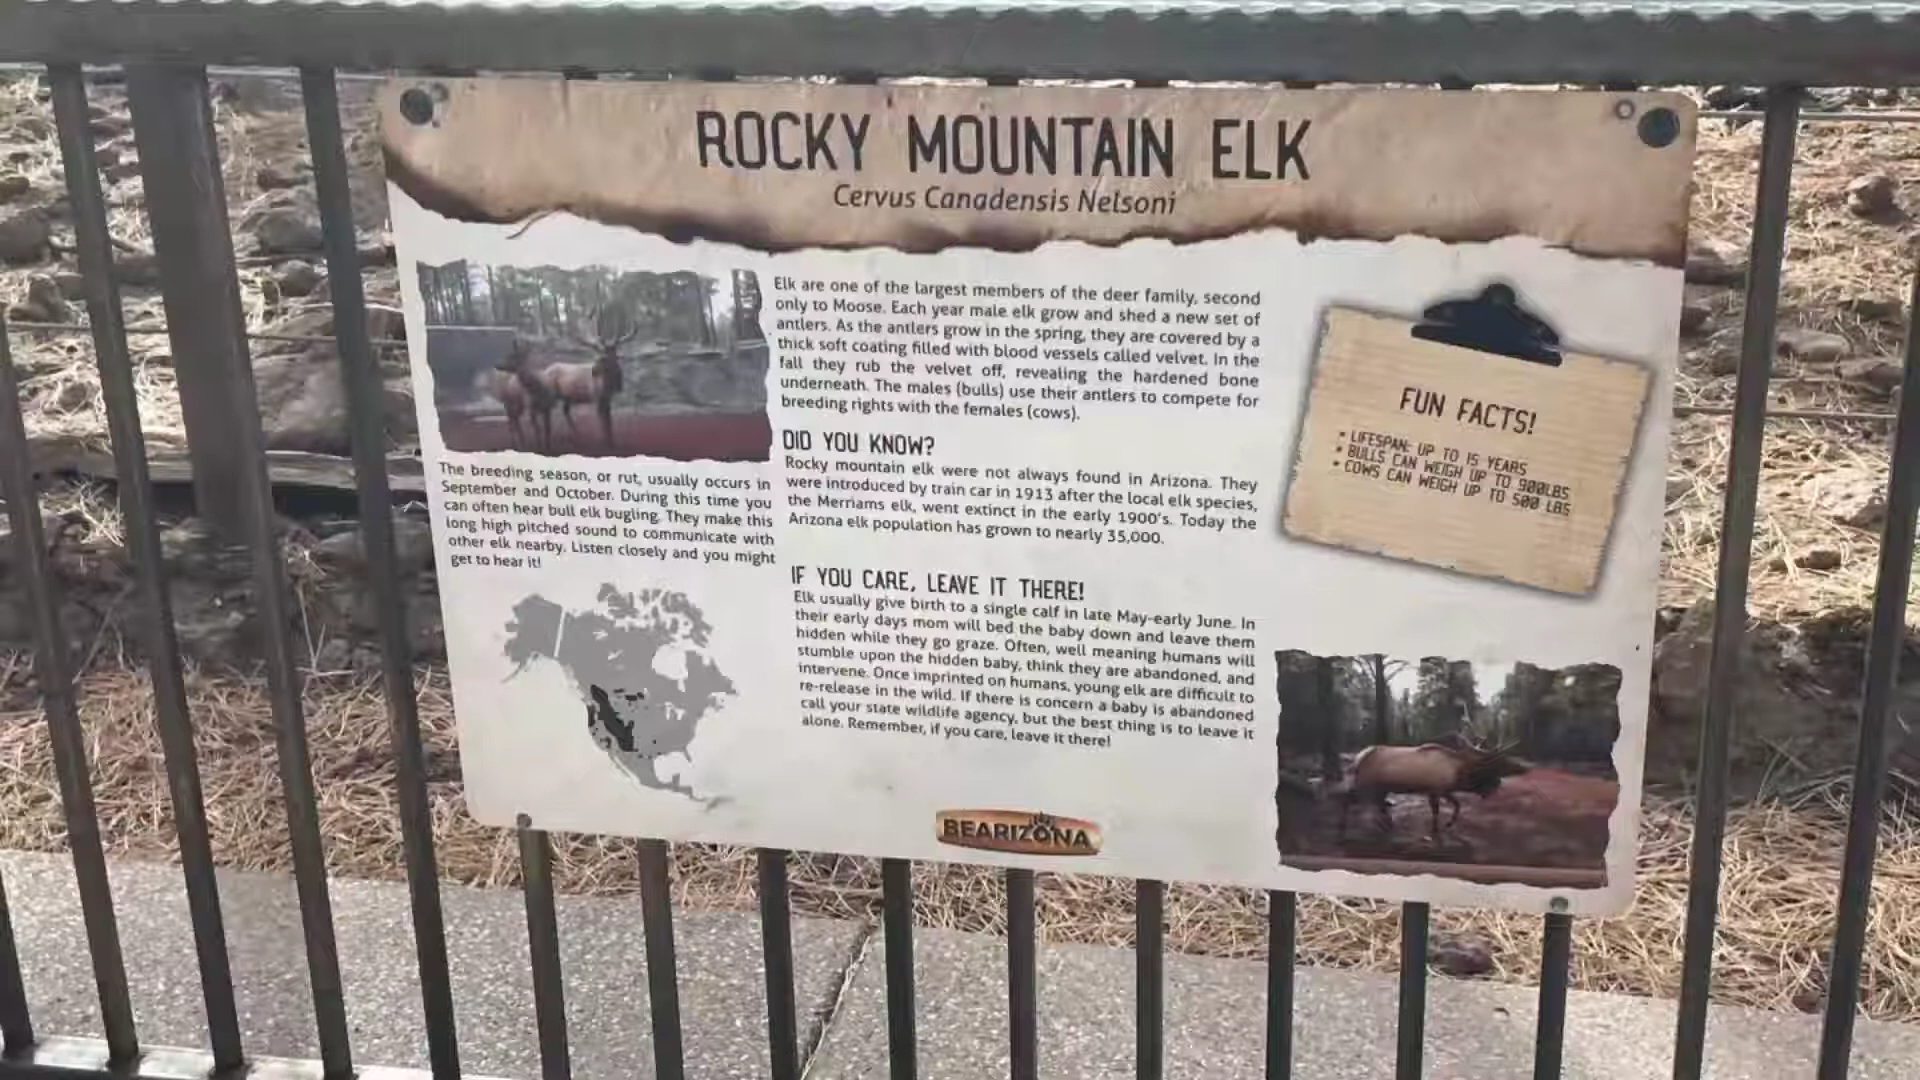 ROCKY MOUNTAIN ELK
Cervus Canadensis Nelsoni
Elk are one of the largest members of the deer family, second
only to Moose. Each year male elk grow and shed a new set of
antlers. As the antlers grow in the spring, they are covered by a
thick soft coating filled with blood vessels called velvet. In the
fall they rub the velvet off, revealing the hardened bone
underneath. The males (bulls) use their antlers to compete for
breeding rights with the females (cows).
The breeding season, or rut, usually occurs in
September and October. During this time you
can often hear bull elk bugling. They make this
long high pitched sound to communicate with
other elk nearby. Listen closely and you might
get to hear it!
DID YOU KNOW?
Rocky mountain elk were not always found in Arizona. They
were introduced by train car in 1913 after the local elk species,
the Merriams elk, went extinct in the early 1900's. Today the
Arizona elk population has grown to nearly 35,000.
IF YOU CARE, LEAVE IT THERE!
Elk usually give birth to a single calf in late May-early June. In
their early days mom will bed the baby down and leave them
hidden while they go graze. Often, well meaning humans will
stumble upon the hidden baby, think they are abandoned, and
intervene. Once imprinted on humans, young elk are difficult to
re-release in the wild. If there is concern a baby is abandoned
call your state wildlife agency, but the best thing is to leave it
alone. Remember, if you care, leave it there!
FUN FACTS!
• LIFESPAN: UP TO 15 YEARS
• BULLS CAN WEIGH UP TO 900LBS
• COWS CAN WEIGH UP TO 500 LBS
BEARIZONA